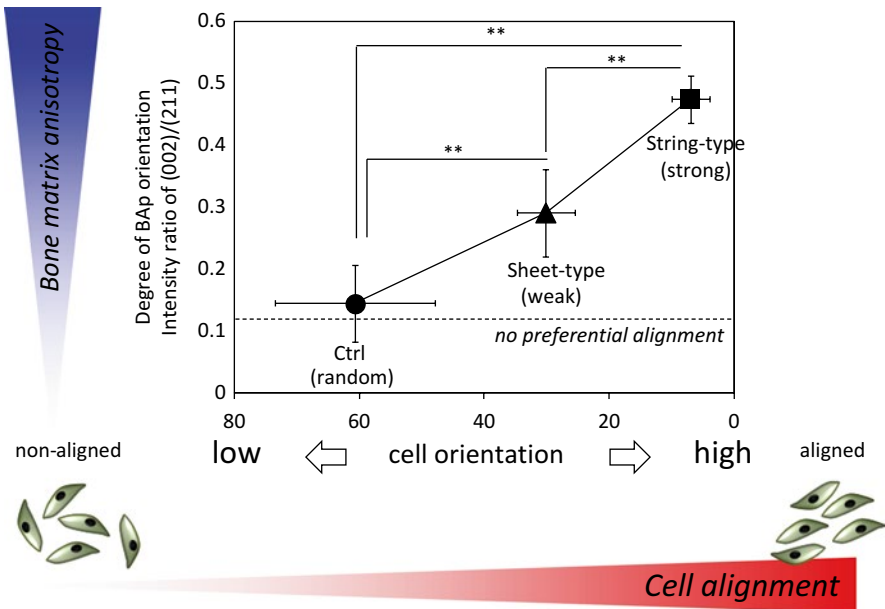 Bone matrix anisotropy
Degree of BAp orientation
Intensity ratio of (002)/(211)
0.6
0.5
0.4
0.3
0.2
0.1
0
**
**
**
String-type
(strong)
Sheet-type
(weak)
no preferential alignment
Ctrl
(random)
80
60
40
20
0
low
cell orientation
high
non-aligned
aligned
Cell alignment